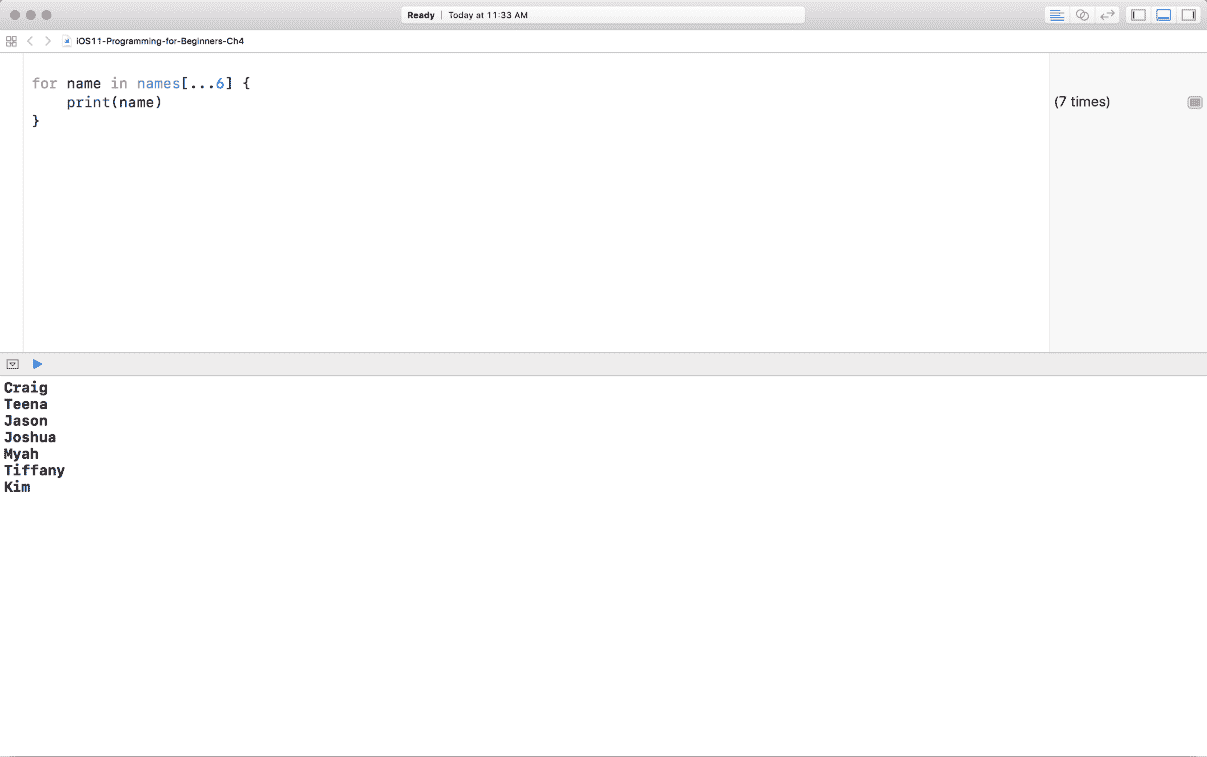 Ready | Today at 11:33 AM
iOS11-Programming-for-Beginners-Ch4
for name in names[...6] {
    print(name)
}
(7 times)
Craig
Teena
Jason
Joshua
Myah
Tiffany
Kim